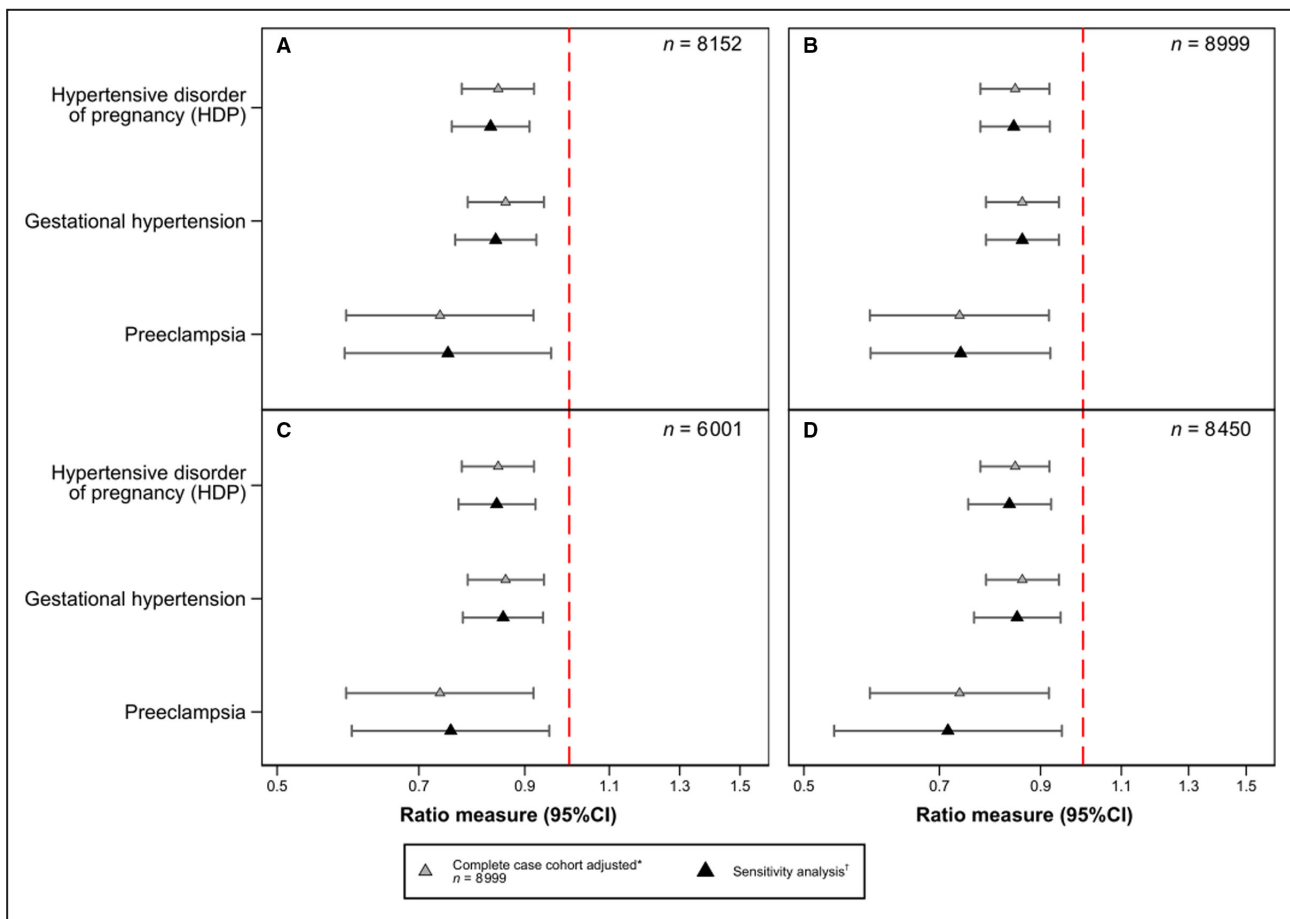 A
n = 8152
B
n = 8999
Hypertensive disorder
of pregnancy (HDP)
Gestational hypertension
Preeclampsia
C
n = 6001
D
n = 8450
Hypertensive disorder
of pregnancy (HDP)
Gestational hypertension
Preeclampsia
0.5 0.7 0.9 1.1 1.3 1.5
0.5 0.7 0.9 1.1 1.3 1.5
Ratio measure (95%CI)
Ratio measure (95%CI)
Complete case cohort adjusted*
n = 8999
Sensitivity analysis†